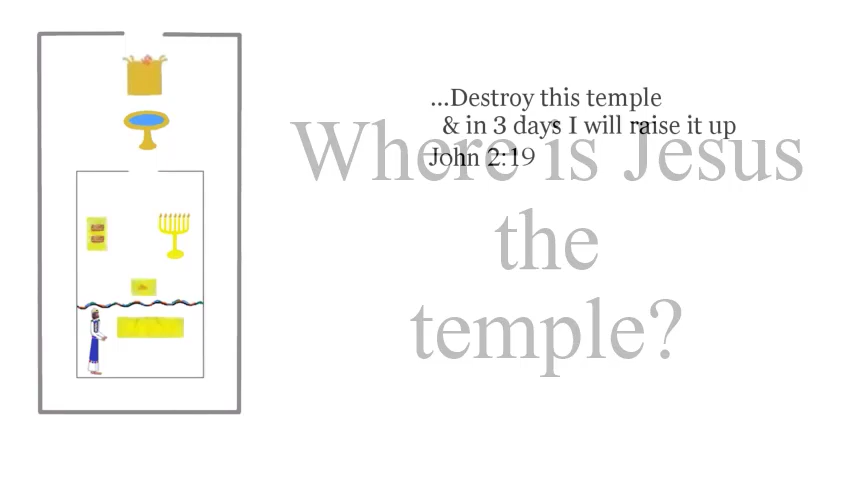 ...Destroy this temple
& in 3 days I will raise it up
John 2:19
Where is Jesus
the
temple?